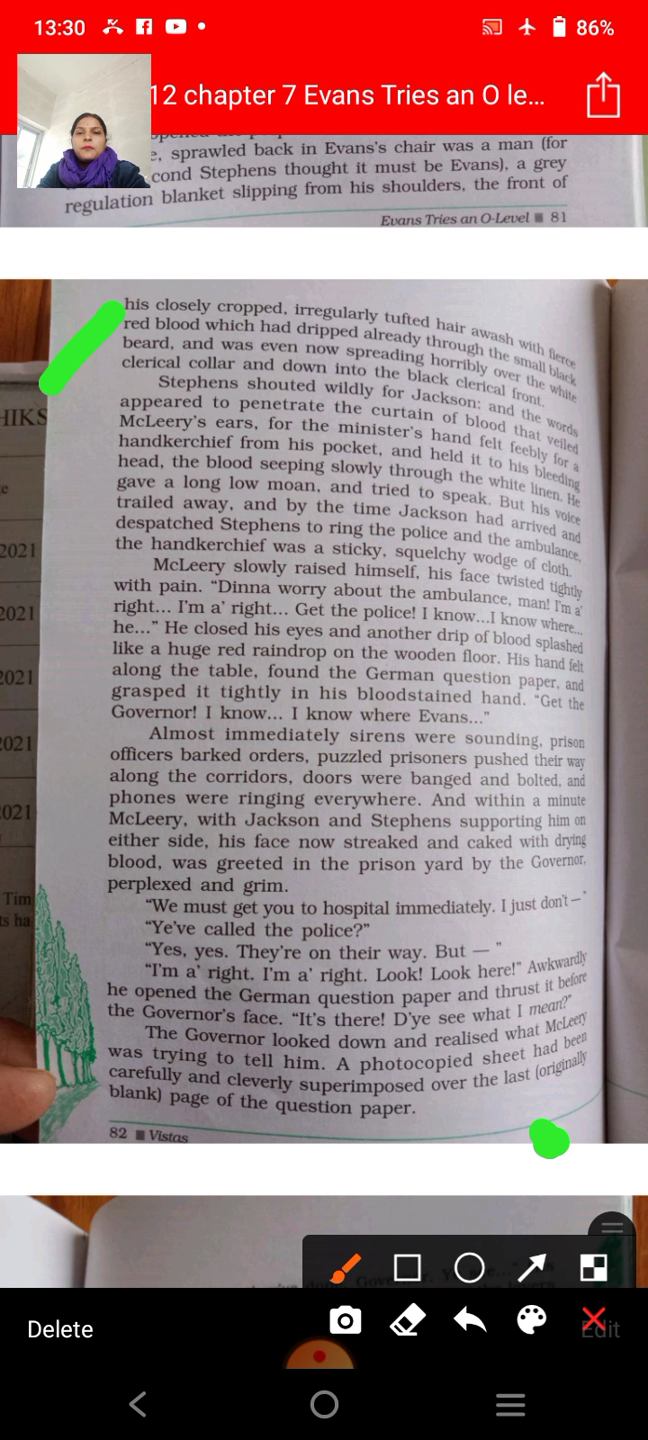 13:30
86%
12 chapter 7 Evans Tries an O le...
e, sprawled back in Evans's chair was a man (for
cond Stephens thought it must be Evans), a grey
regulation blanket slipping from his shoulders, the front of
Evans Tries an O-Level 81
his closely cropped, irregularly tufted hair awash with fierce
red blood which had dripped already through the small black
beard, and was even now spreading horribly over the white
clerical collar and down into the black clerical front.
Stephens shouted wildly for Jackson; and the words
appeared to penetrate the curtain of blood that veiled
McLeery's ears, for the minister's hand felt feebly for a
handkerchief from his pocket, and held it to his bleeding
head, the blood seeping slowly through the white linen. He
gave a long low moan, and tried to speak. But his voice
trailed away, and by the time Jackson had arrived and
despatched Stephens to ring the police and the ambulance,
the handkerchief was a sticky, squelchy wodge of cloth.
McLeery slowly raised himself, his face twisted tightly
with pain. “Dinna worry about the ambulance, man! I'm a'
right... I'm a' right... Get the police! I know...I know where...
he...” He closed his eyes and another drip of blood splashed
like a huge red raindrop on the wooden floor. His hand felt
along the table, found the German question paper, and
grasped it tightly in his bloodstained hand. “Get the
Governor! I know... I know where Evans...”
Almost immediately sirens were sounding, prison
officers barked orders, puzzled prisoners pushed their way
along the corridors, doors were banged and bolted, and
phones were ringing everywhere. And within a minute
McLeery, with Jackson and Stephens supporting him on
either side, his face now streaked and caked with drying
blood, was greeted in the prison yard by the Governor,
perplexed and grim.
“We must get you to hospital immediately. I just don't — ”
“Ye've called the police?”
“Yes, yes. They're on their way. But — ”
“I'm a' right. I'm a' right. Look! Look here!” Awkwardly
he opened the German question paper and thrust it before
the Governor's face. “It's there! D'ye see what I mean?”
The Governor looked down and realised what McLeery
was trying to tell him. A photocopied sheet had been
carefully and cleverly superimposed over the last (originally
blank) page of the question paper.
82 Vistas
HIKS
2021
2021
2021
2021
2021
Tim
ts ha
Delete
Edit